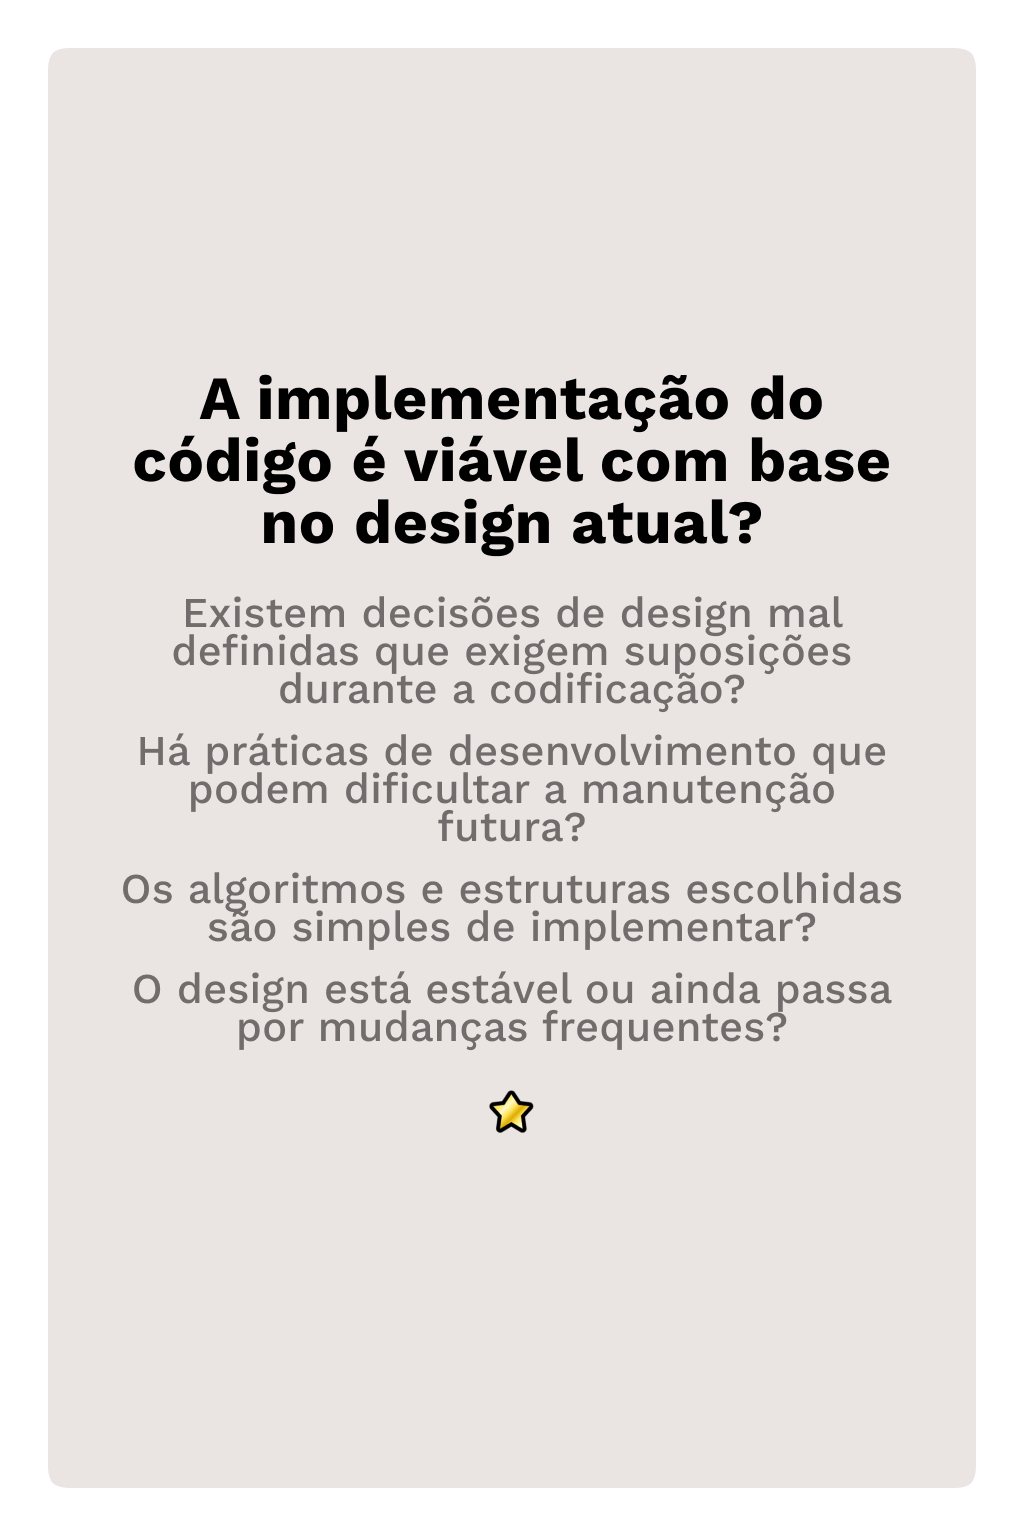 A implementação do
código é viável com base
no design atual?
Existem decisões de design mal
definidas que exigem suposições
durante a codificação?
Há práticas de desenvolvimento que
podem dificultar a manutenção
futura?
Os algoritmos e estruturas escolhidas
são simples de implementar?
O design está estável ou ainda passa
por mudanças frequentes?